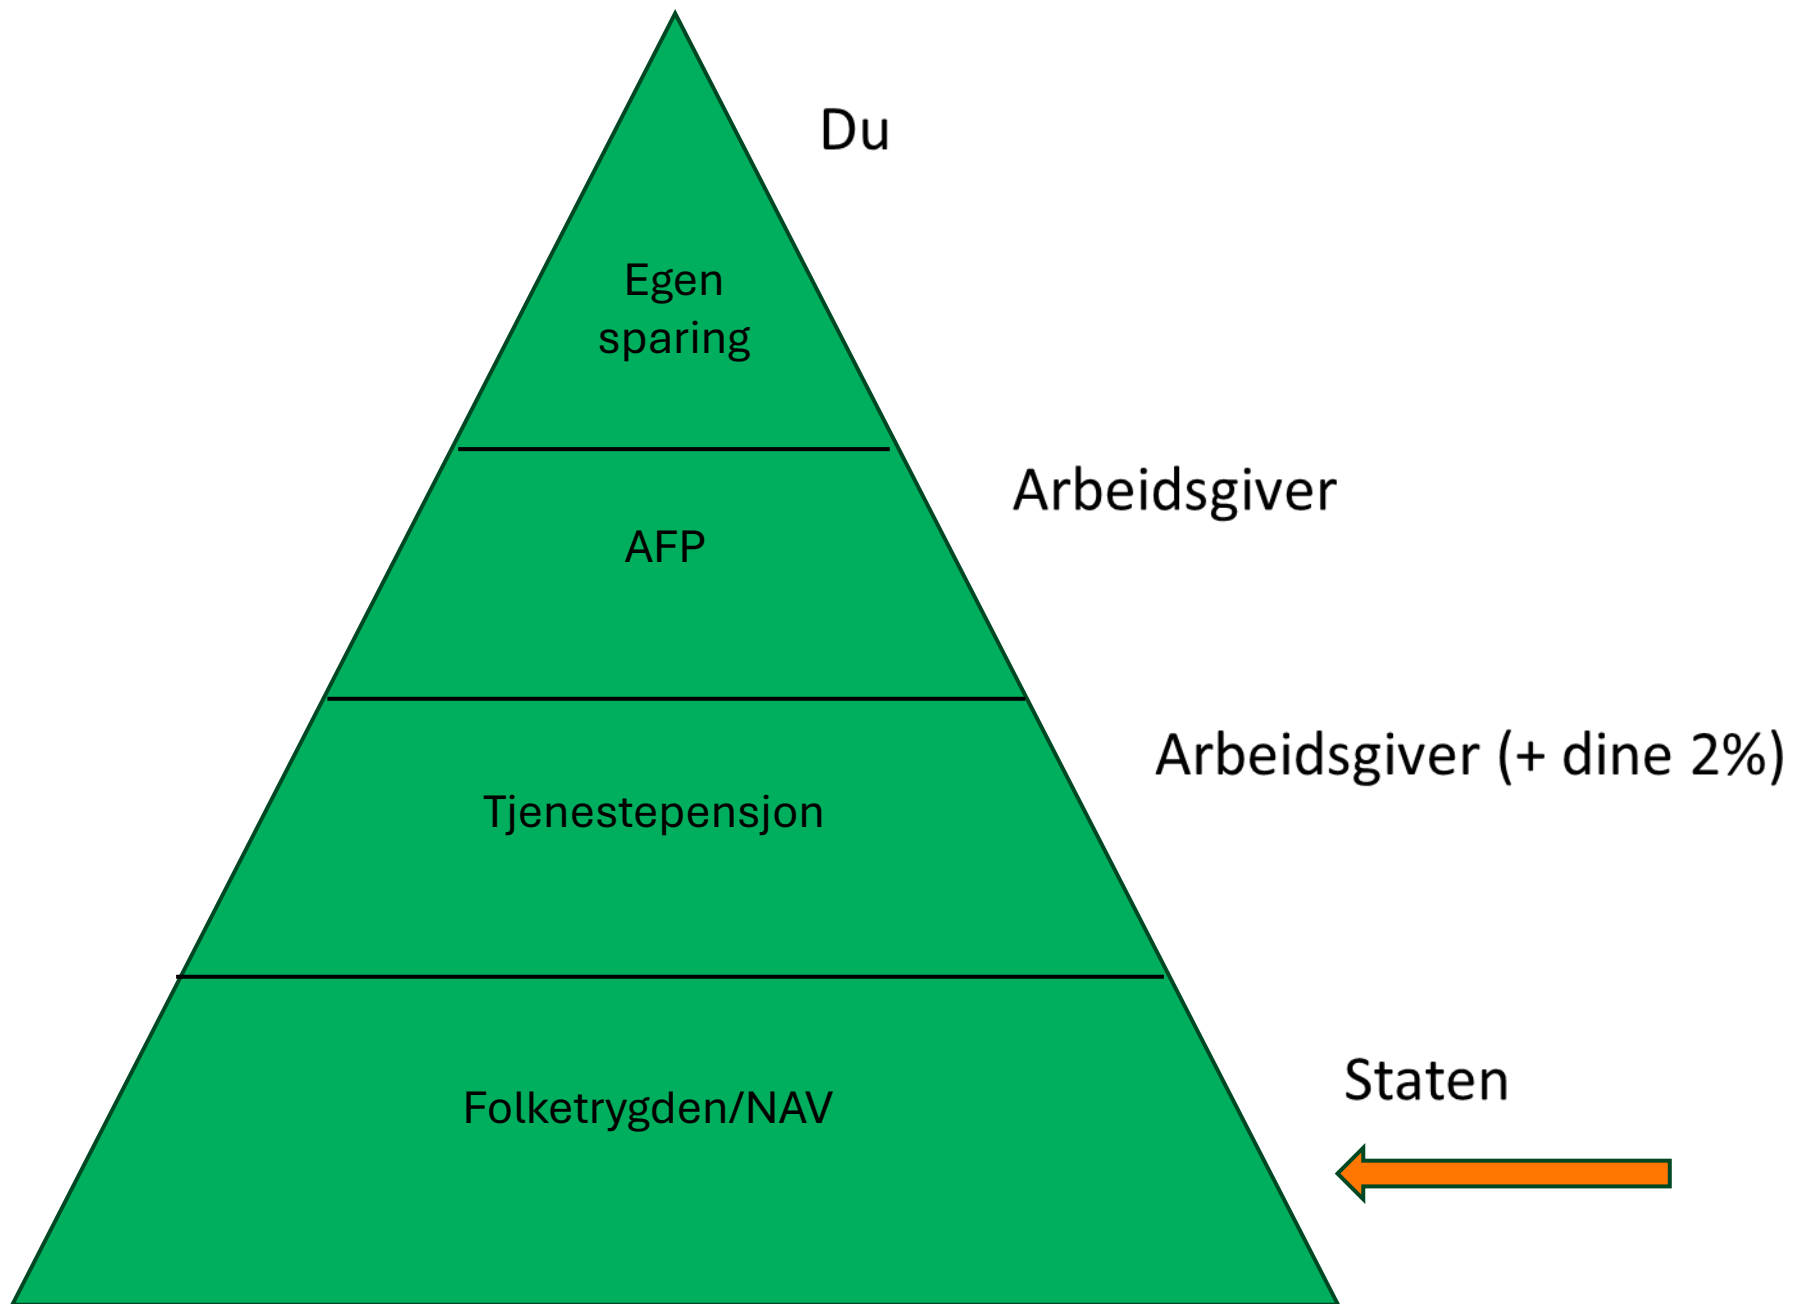 Du
Egen
sparing
Arbeidsgiver
AFP
Arbeidsgiver (+ dine 2%)
Tjenestepensjon
Staten
Folketrygden/NAV